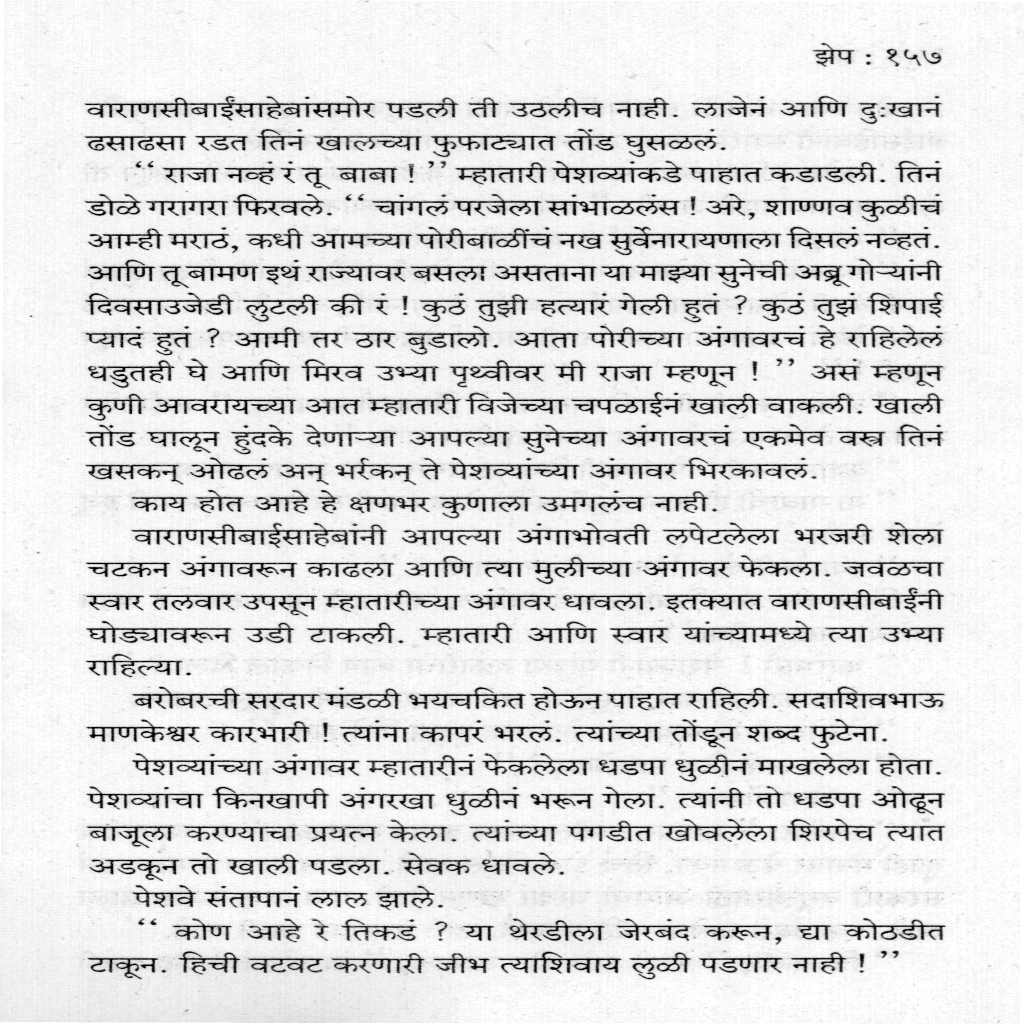 झेप : १५७
वाराणसीबाईंसाहेबांसमोर पडली ती उठलीच नाही. लाजेनं आणि दुःखानं
ढसाढसा रडत तिनं खालच्या फुफाट्यात तोंड घुसळलं.
“ राजा नव्हं रं तू बाबा ! ” म्हातारी पेशव्यांकडे पाहात कडाडली. तिनं
डोळे गरागरा फिरवले. “ चांगलं परजेला सांभाळलंस ! अरे, शाण्णव कुळीचं
आम्ही मराठं, कधी आमच्या पोरीबाळींचं नख सुर्वेनारायणाला दिसलं नव्हतं.
आणि तू बामण इथं राज्यावर बसला असताना या माझ्या सुनेची अब्रू गोऱ्यांनी
दिवसाउजेडी लुटली की रं ! कुठं तुझी हत्यारं गेली हुतं ? कुठं तुझं शिपाई
प्यादं हुतं ? आमी तर ठार बुडालो. आता पोरीच्या अंगावरचं हे राहिलेलं
धडुतही घे आणि मिरव उभ्या पृथ्वीवर मी राजा म्हणून ! ” असं म्हणून
कुणी आवरायच्या आत म्हातारी विजेच्या चपळाईनं खाली वाकली. खाली
तोंड घालून हुंदके देणाऱ्या आपल्या सुनेच्या अंगावरचं एकमेव वस्त्र तिनं
खसकन् ओढलं अन् भर्रकन् ते पेशव्यांच्या अंगावर भिरकावलं.
काय होत आहे हे क्षणभर कुणाला उमगलंच नाही.
वाराणसीबाईसाहेबांनी आपल्या अंगाभोवती लपेटलेला भरजरी शेला
चटकन अंगावरून काढला आणि त्या मुलीच्या अंगावर फेकला. जवळचा
स्वार तलवार उपसून म्हातारीच्या अंगावर धावला. इतक्यात वाराणसीबाईंनी
घोड्यावरून उडी टाकली. म्हातारी आणि स्वार यांच्यामध्ये त्या उभ्या
राहिल्या.
बरोबरची सरदार मंडळी भयचकित होऊन पाहात राहिली. सदाशिवभाऊ
माणकेश्वर कारभारी ! त्यांना कापरं भरलं. त्यांच्या तोंडून शब्द फुटेना.
पेशव्यांच्या अंगावर म्हातारीनं फेकलेला धडपा धुळीनं माखलेला होता.
पेशव्यांचा किनखापी अंगरखा धुळीनं भरून गेला. त्यांनी तो धडपा ओढून
बाजूला करण्याचा प्रयत्न केला. त्यांच्या पगडीत खोवलेला शिरपेच त्यात
अडकून तो खाली पडला. सेवक धावले.
पेशवे संतापानं लाल झाले.
“ कोण आहे रे तिकडं ? या थेरडीला जेरबंद करून, द्या कोठडीत
टाकून. हिची वटवट करणारी जीभ त्याशिवाय लुळी पडणार नाही ! ”